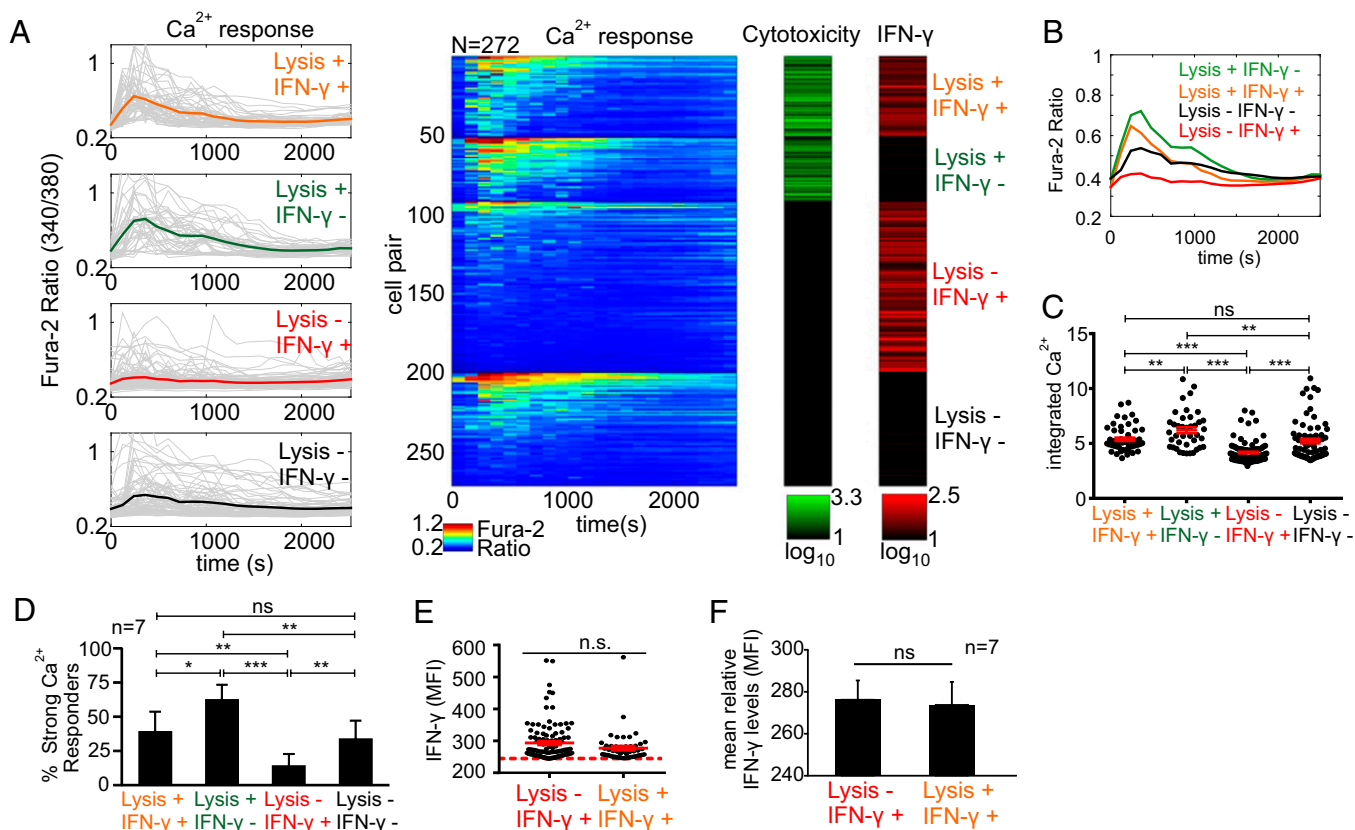 A
Ca2+ response
Lysis +
IFN-γ +
1
0.2
0 1000 2000
Lysis +
IFN-γ -
1
0.2
0 1000 2000
Lysis -
IFN-γ +
1
0.2
0 1000 2000
Lysis -
IFN-γ -
1
0.2
0 1000 2000
time (s)
Fura-2 Ratio (340/380)
N=272
Ca2+ response
cell pair
50
100
150
200
250
0 1000 2000
time(s)
1.2
0.2
Fura-2
Ratio
Cytotoxicity
IFN-γ
Lysis +
IFN-γ +
Lysis +
IFN-γ -
Lysis -
IFN-γ +
Lysis -
IFN-γ -
3.3
1
log10
2.5
1
log10
B
Fura-2 Ratio
1
0.8
0.6
0.4
0.2
Lysis + IFN-γ -
Lysis + IFN-γ +
Lysis - IFN-γ -
Lysis - IFN-γ +
0 1000 2000
time (s)
C
ns
**
***
** *** ***
integrated Ca2+
15
10
5
0
Lysis + Lysis + Lysis - Lysis -
IFN-γ + IFN-γ - IFN-γ + IFN-γ -
D
n=7
ns
**
**
* *** **
% Strong Ca2+
Responders
100
75
50
25
0
Lysis + Lysis + Lysis - Lysis -
IFN-γ + IFN-γ - IFN-γ + IFN-γ -
E
n.s.
IFN-γ (MFI)
600
500
400
300
200
Lysis - Lysis +
IFN-γ + IFN-γ +
F
ns
n=7
mean relative
IFN-γ levels (MFI)
300
280
260
240
Lysis - Lysis +
IFN-γ + IFN-γ +